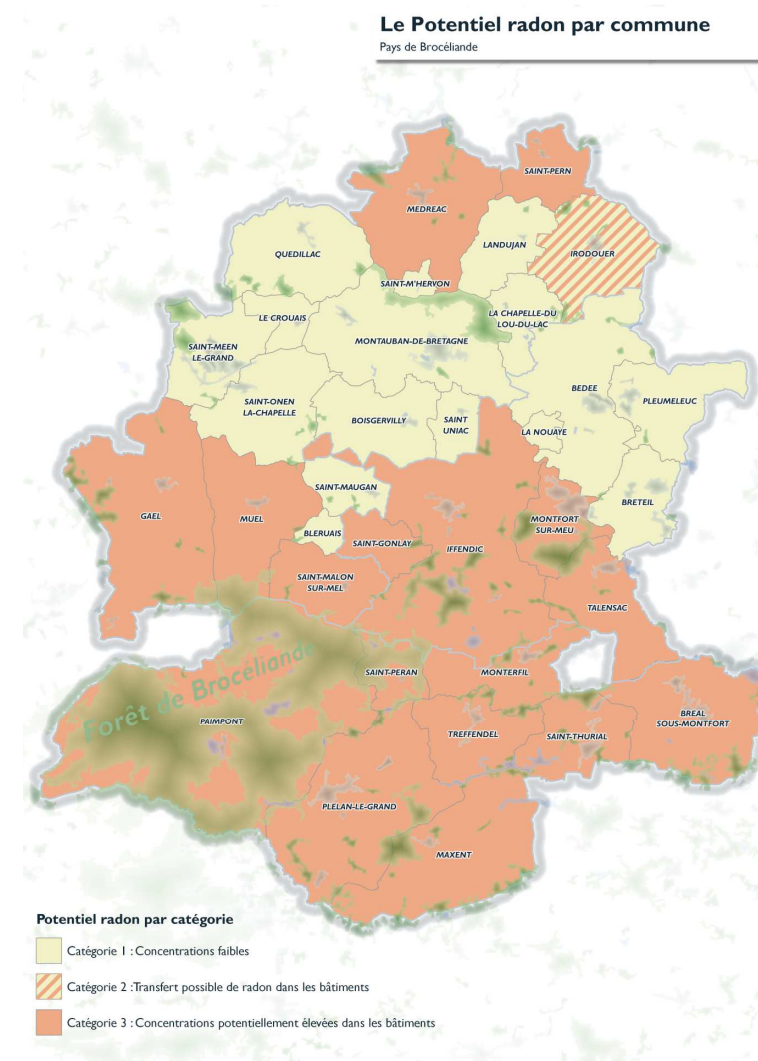 Le Potentiel radon par commune
Pays de Brocéliande
SAINT-PERN
MEDREAC
LANDUJAN
IRODOUER
QUEDILLAC
SAINT-M'HERVON
LE CROUAIS
LA CHAPELLE-DU
LOU-DU-LAC
MONTAUBAN-DE-BRETAGNE
SAINT-MEEN
LE-GRAND
BEDEE
PLEUMELEUC
SAINT-ONEN
LA-CHAPELLE
BOISGERVILLY
SAINT
UNIAC
LA NOUAYE
SAINT-MAUGAN
BRETEIL
GAEL
MUEL
MONTFORT
SUR-MEU
BLERUAIS
SAINT-GONLAY
IFFENDIC
SAINT-MALON
SUR-MEL
TALENSAC
Forêt de Brocéliande
SAINT-PERAN
MONTERFIL
PAIMPONT
BREAL
SOUS-MONTFORT
TREFFENDEL
SAINT-THURIAL
PLELAN-LE-GRAND
MAXENT
Potentiel radon par catégorie
Catégorie 1 : Concentrations faibles
Catégorie 2 : Transfert possible de radon dans les bâtiments
Catégorie 3 : Concentrations potentiellement élevées dans les bâtiments